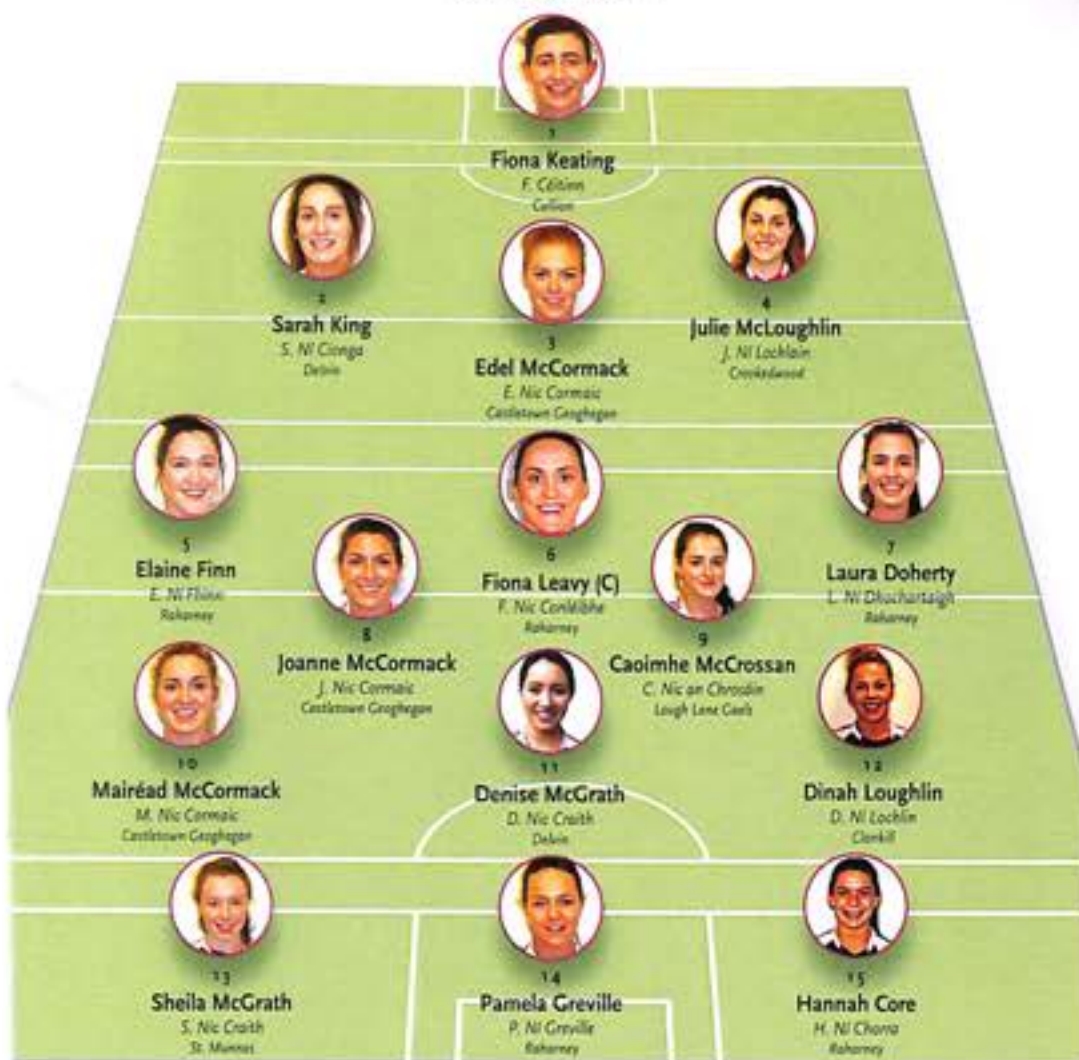 1
Fiona Keating
F. Céitinn
Cullion
2
Sarah King
S. Ní Cionga
Delvin
3
Edel McCormack
E. Nic Cormaic
Castletown Geoghegan
4
Julie McLoughlin
J. Ní Lochlain
Crookedwood
5
Elaine Finn
E. Ní Fhinn
Raharney
6
Fiona Leavy (C)
F. Nic Conléibhe
Raharney
7
Laura Doherty
L. Ní Dhochartaigh
Raharney
8
Joanne McCormack
J. Nic Cormaic
Castletown Geoghegan
9
Caoimhe McCrossan
C. Nic an Chrosáin
Lough Lene Gaels
10
Mairéad McCormack
M. Nic Cormaic
Castletown Geoghegan
11
Denise McGrath
D. Nic Craith
Delvin
12
Dinah Loughlin
D. Ní Lochlin
Clonkill
13
Sheila McGrath
S. Nic Craith
St. Munnas
14
Pamela Greville
P. Ní Greville
Raharney
15
Hannah Core
H. Ní Chorra
Raharney